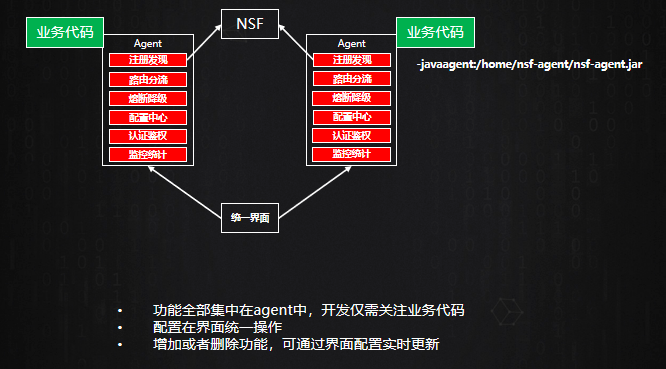 业务代码
NSF
业务代码
Agent
注册发现
路由分流
熔断降级
配置中心
认证鉴权
监控统计
Agent
注册发现
路由分流
熔断降级
配置中心
认证鉴权
监控统计
-javaagent:/home/nsf-agent/nsf-agent.jar
统一界面
• 功能全部集中在agent中，开发仅需关注业务代码
• 配置在界面统一操作
• 增加或者删除功能，可通过界面配置实时更新